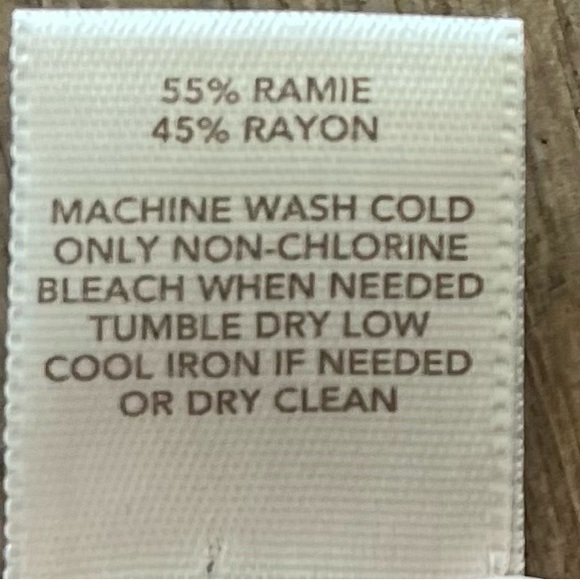 55% RAMIE
45% RAYON
MACHINE WASH COLD
ONLY NON-CHLORINE
BLEACH WHEN NEEDED
TUMBLE DRY LOW
COOL IRON IF NEEDED
OR DRY CLEAN